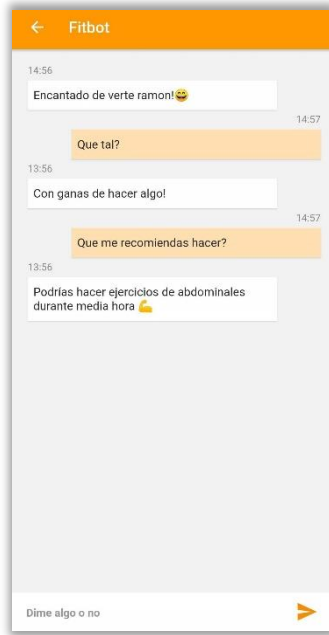 Fitbot
14:56
Encantado de verte ramon!😄
14:57
Que tal?
13:56
Con ganas de hacer algo!
14:57
Que me recomiendas hacer?
13:56
Podrías hacer ejercicios de abdominales
durante media hora 💪
Dime algo o no